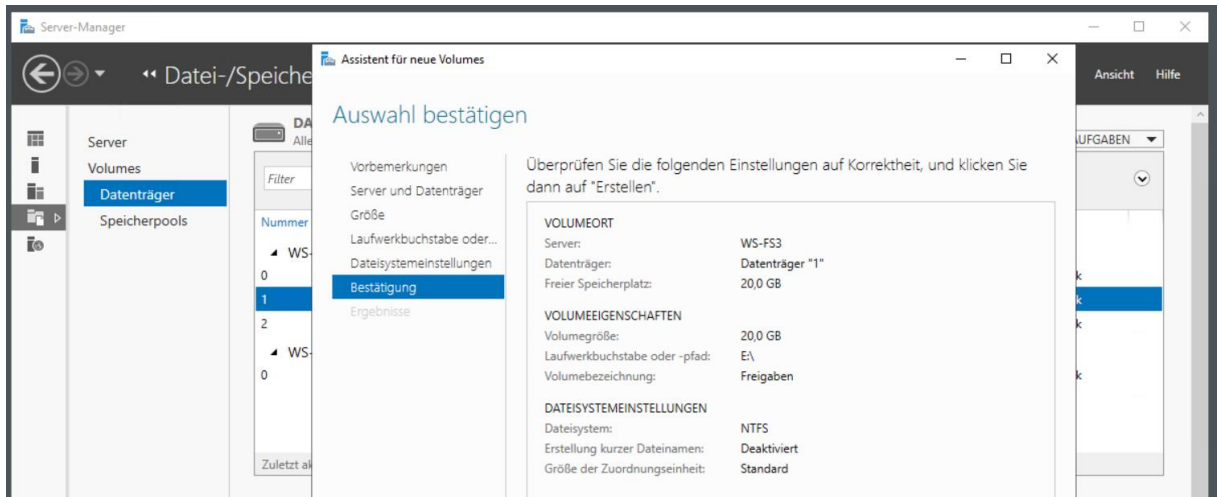 Server-Manager
Datei-/Speiche
Ansicht Hilfe
Server
Volumes
Datenträger
Speicherpools
DA
Alle
AUFGABEN
Filter
Nummer
WS-
0
1
2
WS-
0
k
k
k
k
Zuletzt ak
Assistent für neue Volumes
Auswahl bestätigen
Vorbemerkungen
Server und Datenträger
Größe
Laufwerkbuchstabe oder...
Dateisystemeinstellungen
Bestätigung
Ergebnisse
Überprüfen Sie die folgenden Einstellungen auf Korrektheit, und klicken Sie
dann auf "Erstellen".
VOLUMEORT
Server: WS-FS3
Datenträger: Datenträger "1"
Freier Speicherplatz: 20,0 GB
VOLUMEEIGENSCHAFTEN
Volumegröße: 20,0 GB
Laufwerkbuchstabe oder -pfad: E:\
Volumebezeichnung: Freigaben
DATEISYSTEMEINSTELLUNGEN
Dateisystem: NTFS
Erstellung kurzer Dateinamen: Deaktiviert
Größe der Zuordnungseinheit: Standard